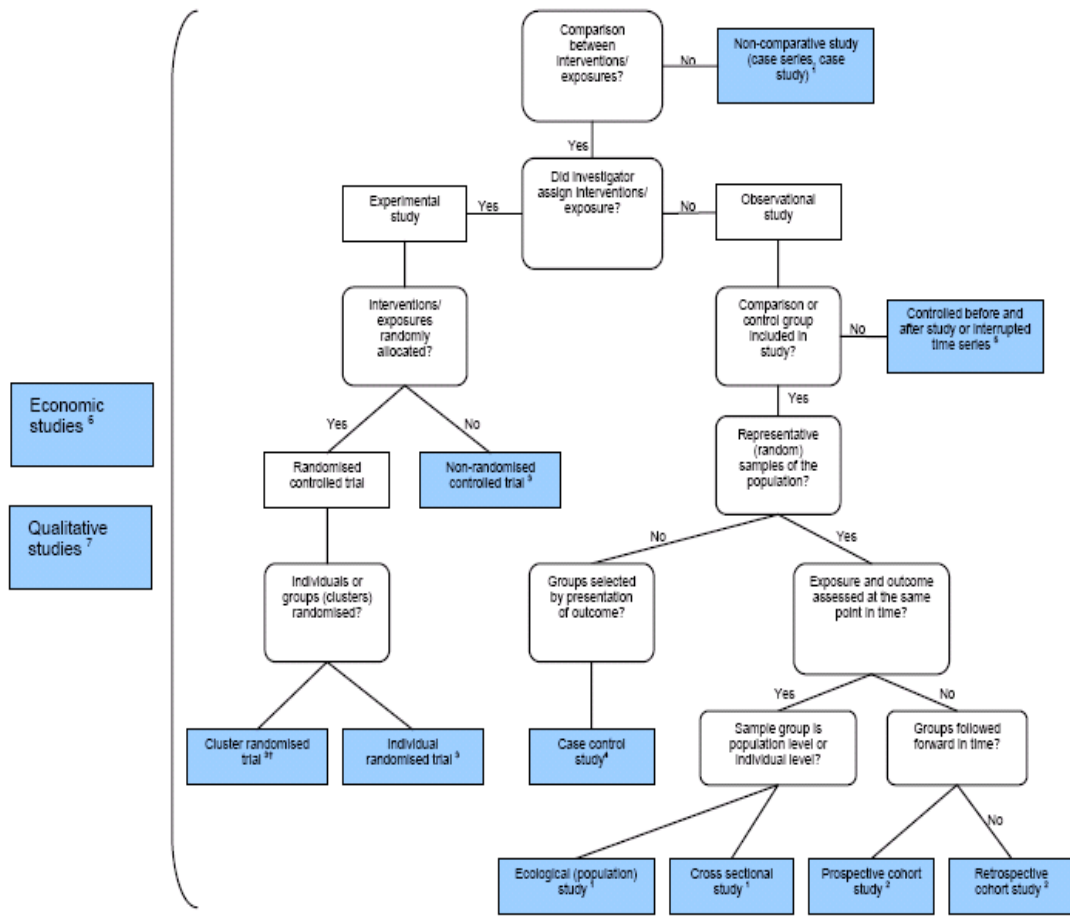 Comparison
between
interventions/
exposures?
No
Non-comparative study
(case series, case
study) 1
Yes
Did investigator
assign interventions/
exposure?
Experimental
study
Yes
No
Observational
study
Interventions/
exposures
randomly
allocated?
Comparison or
control group
included in
study?
No
Controlled before and
after study or interrupted
time series 5
Economic
studies 6
Yes
No
Yes
Representative
(random)
samples of the
population?
Randomised
controlled trial
Non-randomised
controlled trial 3
Qualitative
studies 7
No
Yes
Individuals or
groups (clusters)
randomised?
Groups selected
by presentation
of outcome?
Exposure and outcome
assessed at the same
point in time?
Yes
No
Cluster randomised
trial 3†
Individual
randomised trial 3
Case control
study4
Sample group is
population level or
individual level?
Groups followed
forward in time?
No
Ecological (population)
study 1
Cross sectional
study 1
Prospective cohort
study 2
Retrospective
cohort study 2